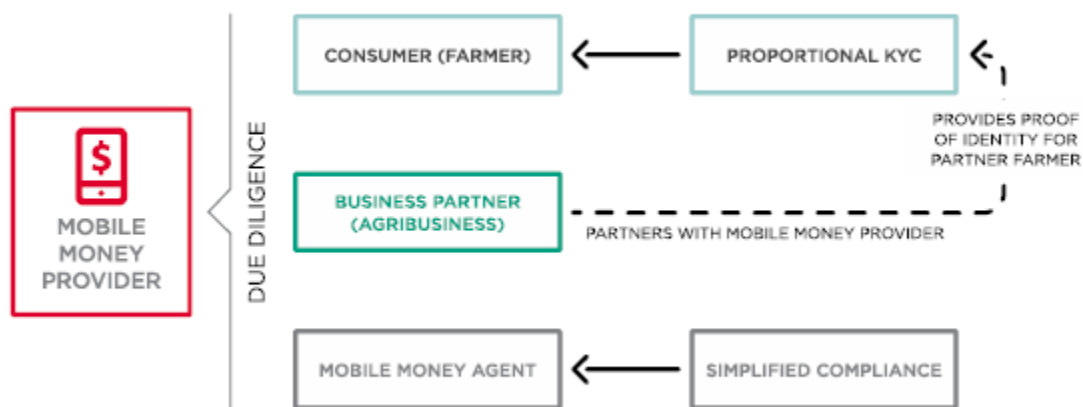 CONSUMER (FARMER)
PROPORTIONAL KYC
PROVIDES PROOF
OF IDENTITY FOR
PARTNER FARMER
$
MOBILE
MONEY
PROVIDER
DUE DILIGENCE
BUSINESS PARTNER
(AGRIBUSINESS)
PARTNERS WITH MOBILE MONEY PROVIDER
MOBILE MONEY AGENT
SIMPLIFIED COMPLIANCE